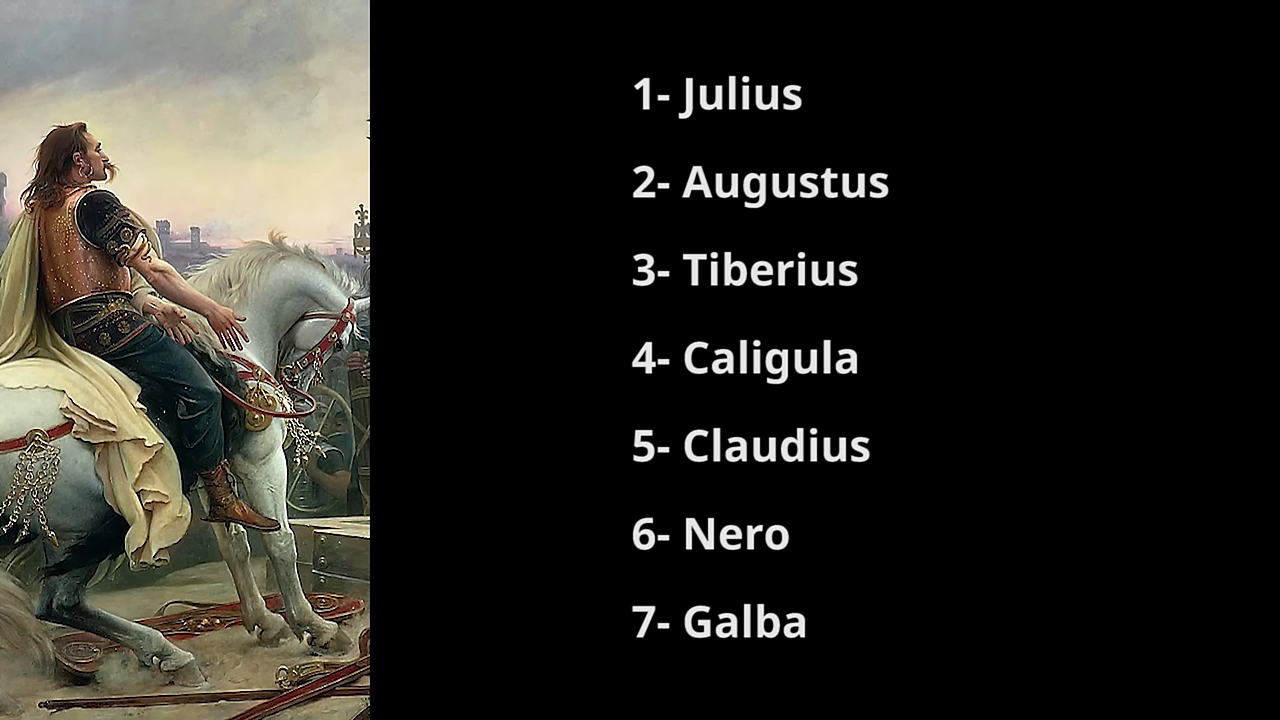 1- Julius
2- Augustus
3- Tiberius
4- Caligula
5- Claudius
6- Nero
7- Galba